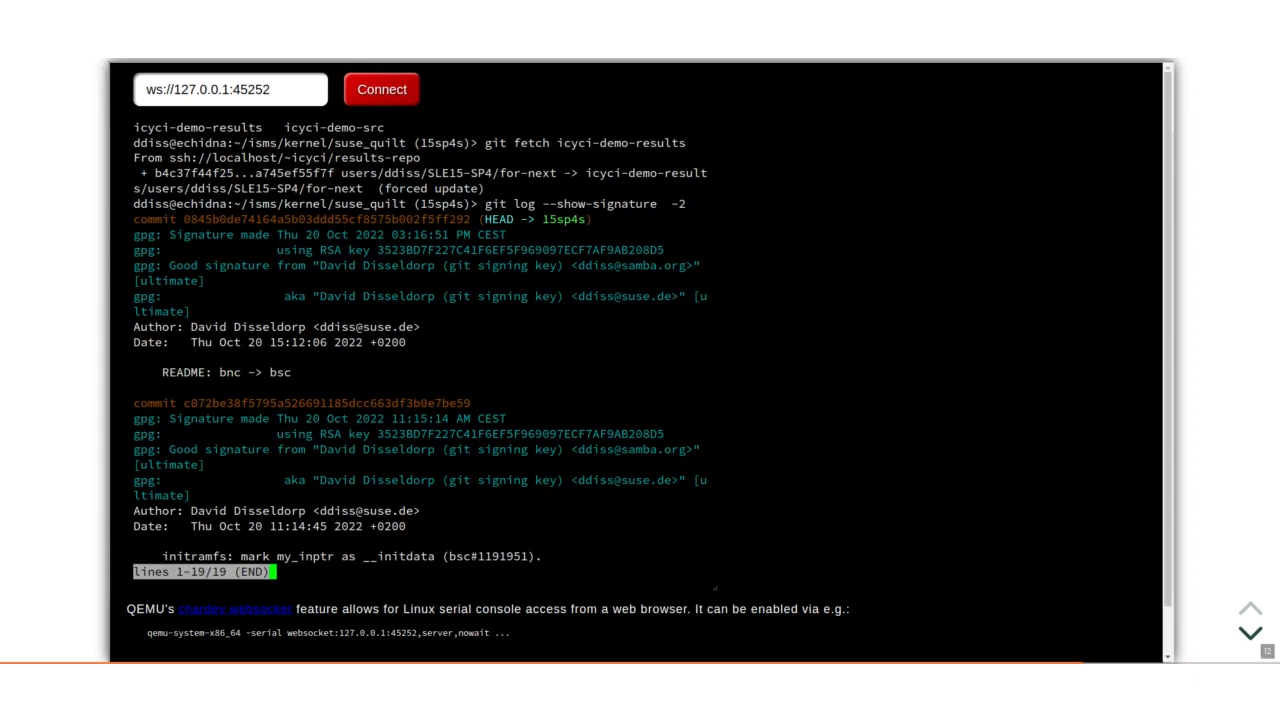 ws://127.0.0.1:45252
Connect
icyci-demo-results   icyci-demo-src
ddiss@echidna:~/isms/kernel/suse_quilt (15sp4s)> git fetch icyci-demo-results
From ssh://localhost/~icyci/results-repo
 + b4c37f44f25...a745ef55f7f users/ddiss/SLE15-SP4/for-next -> icyci-demo-result
s/users/ddiss/SLE15-SP4/for-next  (forced update)
ddiss@echidna:~/isms/kernel/suse_quilt (15sp4s)> git log --show-signature  -2
commit 0845b0de74164a5b03ddd55cf8575b002f5ff292 (HEAD -> 15sp4s)
gpg: Signature made Thu 20 Oct 2022 03:16:51 PM CEST
gpg:                using RSA key 3523BD7F227C41F6EF5F969097ECF7AF9AB208D5
gpg: Good signature from "David Disseldorp (git signing key) <ddiss@samba.org>"
[ultimate]
gpg:                 aka "David Disseldorp (git signing key) <ddiss@suse.de>" [u
ltimate]
Author: David Disseldorp <ddiss@suse.de>
Date:   Thu Oct 20 15:12:06 2022 +0200
    README: bnc -> bsc
commit c072be38f5795a526691185dcc663df3b0e7be59
gpg: Signature made Thu 20 Oct 2022 11:15:14 AM CEST
gpg:                using RSA key 3523BD7F227C41F6EF5F969097ECF7AF9AB208D5
gpg: Good signature from "David Disseldorp (git signing key) <ddiss@samba.org>"
[ultimate]
gpg:                 aka "David Disseldorp (git signing key) <ddiss@suse.de>" [u
ltimate]
Author: David Disseldorp <ddiss@suse.de>
Date:   Thu Oct 20 11:14:45 2022 +0200
    initramfs: mark my_inptr as __initdata (bsc#1191951).
lines 1-19/19 (END)
QEMU's chardev websocket feature allows for Linux serial console access from a web browser. It can be enabled via e.g.:
qemu-system-x86_64 -serial websocket:127.0.0.1:45252,server,nowait ...
12